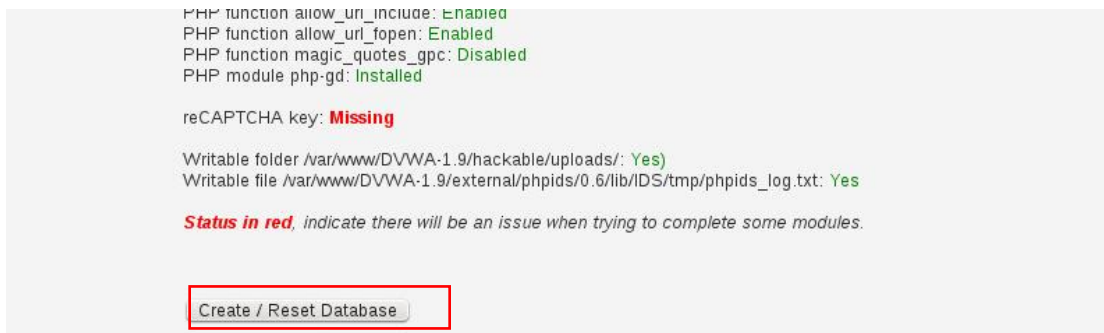 PHP function allow_url_include: Enabled
PHP function allow_url_fopen: Enabled
PHP function magic_quotes_gpc: Disabled
PHP module php-gd: Installed
reCAPTCHA key: Missing
Writable folder /var/www/DVWA-1.9/hackable/uploads/: Yes)
Writable file /var/www/DVWA-1.9/external/phpids/0.6/lib/IDS/tmp/phpids_log.txt: Yes
Status in red, indicate there will be an issue when trying to complete some modules.
Create / Reset Database